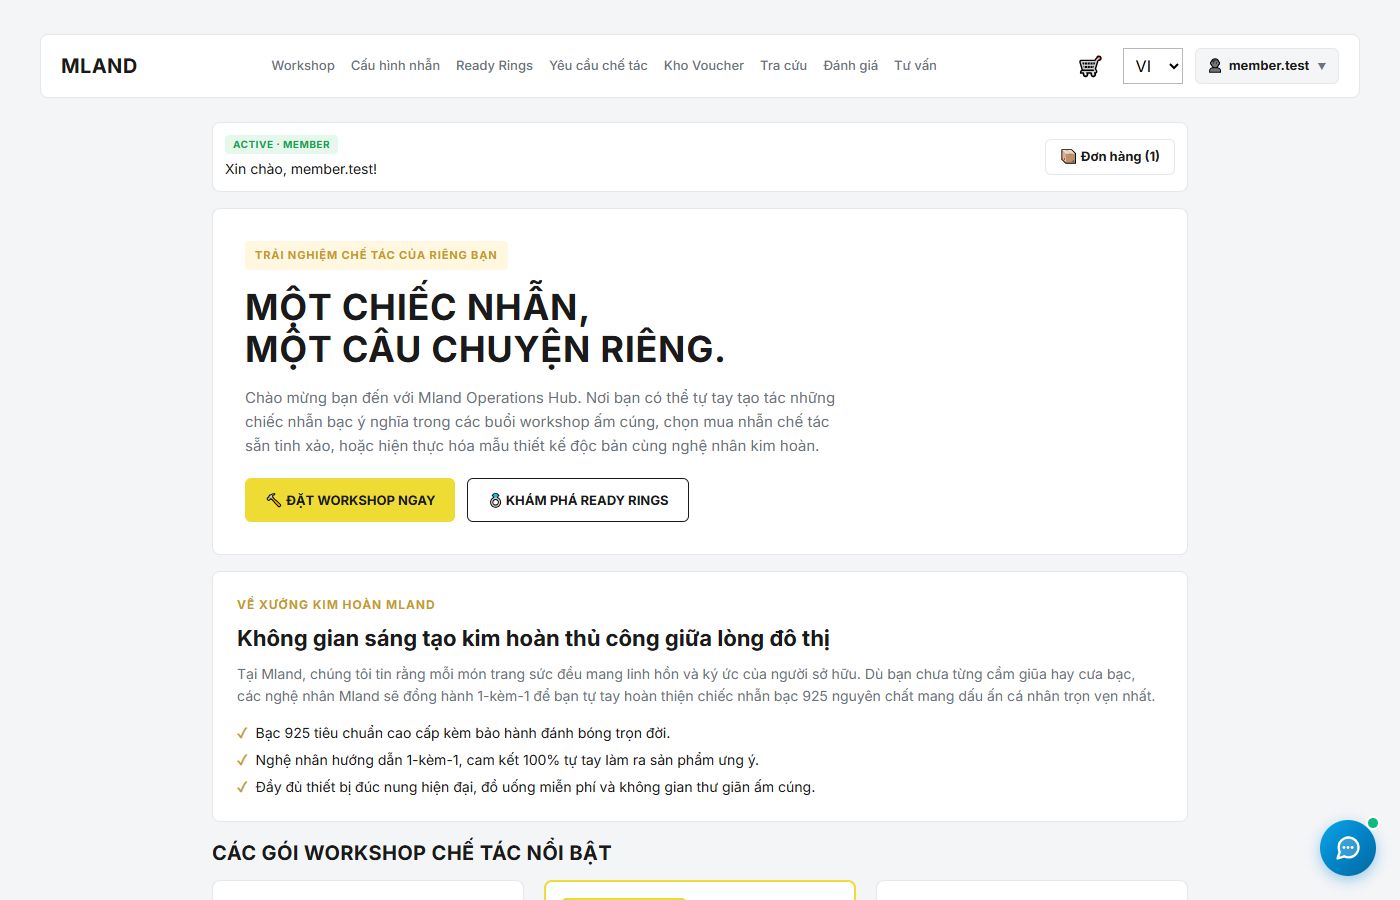 MLAND
Workshop Cấu hình nhẫn Ready Rings Yêu cầu chế tác Kho Voucher Tra cứu Đánh giá Tư vấn
VI
member.test
ACTIVE · MEMBER
Xin chào, member.test!
Đơn hàng (1)
TRẢI NGHIỆM CHẾ TÁC CỦA RIÊNG BẠN
MỘT CHIẾC NHẪN,
MỘT CÂU CHUYỆN RIÊNG.
Chào mừng bạn đến với Mland Operations Hub. Nơi bạn có thể tự tay tạo tác những
chiếc nhẫn bạc ý nghĩa trong các buổi workshop ấm cúng, chọn mua nhẫn chế tác
sẵn tinh xảo, hoặc hiện thực hóa mẫu thiết kế độc bản cùng nghệ nhân kim hoàn.
ĐẶT WORKSHOP NGAY
KHÁM PHÁ READY RINGS
VỀ XƯỞNG KIM HOÀN MLAND
Không gian sáng tạo kim hoàn thủ công giữa lòng đô thị
Tại Mland, chúng tôi tin rằng mỗi món trang sức đều mang linh hồn và ký ức của người sở hữu. Dù bạn chưa từng cầm giũa hay cưa bạc,
các nghệ nhân Mland sẽ đồng hành 1-kèm-1 để bạn tự tay hoàn thiện chiếc nhẫn bạc 925 nguyên chất mang dấu ấn cá nhân trọn vẹn nhất.
✓ Bạc 925 tiêu chuẩn cao cấp kèm bảo hành đánh bóng trọn đời.
✓ Nghệ nhân hướng dẫn 1-kèm-1, cam kết 100% tự tay làm ra sản phẩm ưng ý.
✓ Đầy đủ thiết bị đúc nung hiện đại, đồ uống miễn phí và không gian thư giãn ấm cúng.
CÁC GÓI WORKSHOP CHẾ TÁC NỔI BẬT